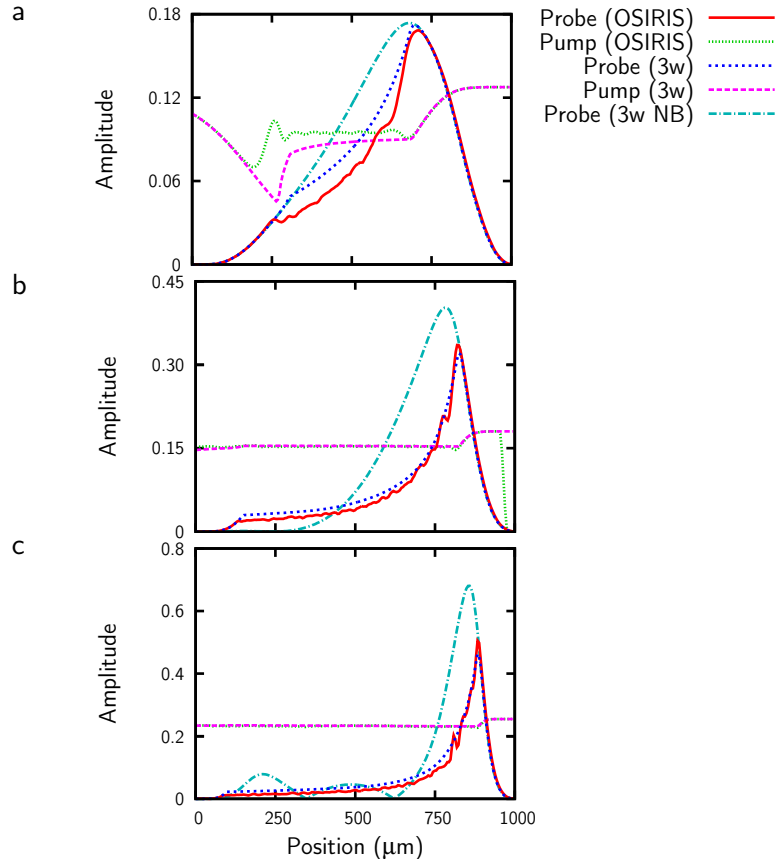 a
0.18
0.12
0.06
0
Amplitude
Probe (OSIRIS)
Pump (OSIRIS)
Probe (3w)
Pump (3w)
Probe (3w NB)
b
0.45
0.30
0.15
0
Amplitude
c
0.8
0.6
0.4
0.2
0
Amplitude
0 250 500 750 1000
Position (μm)